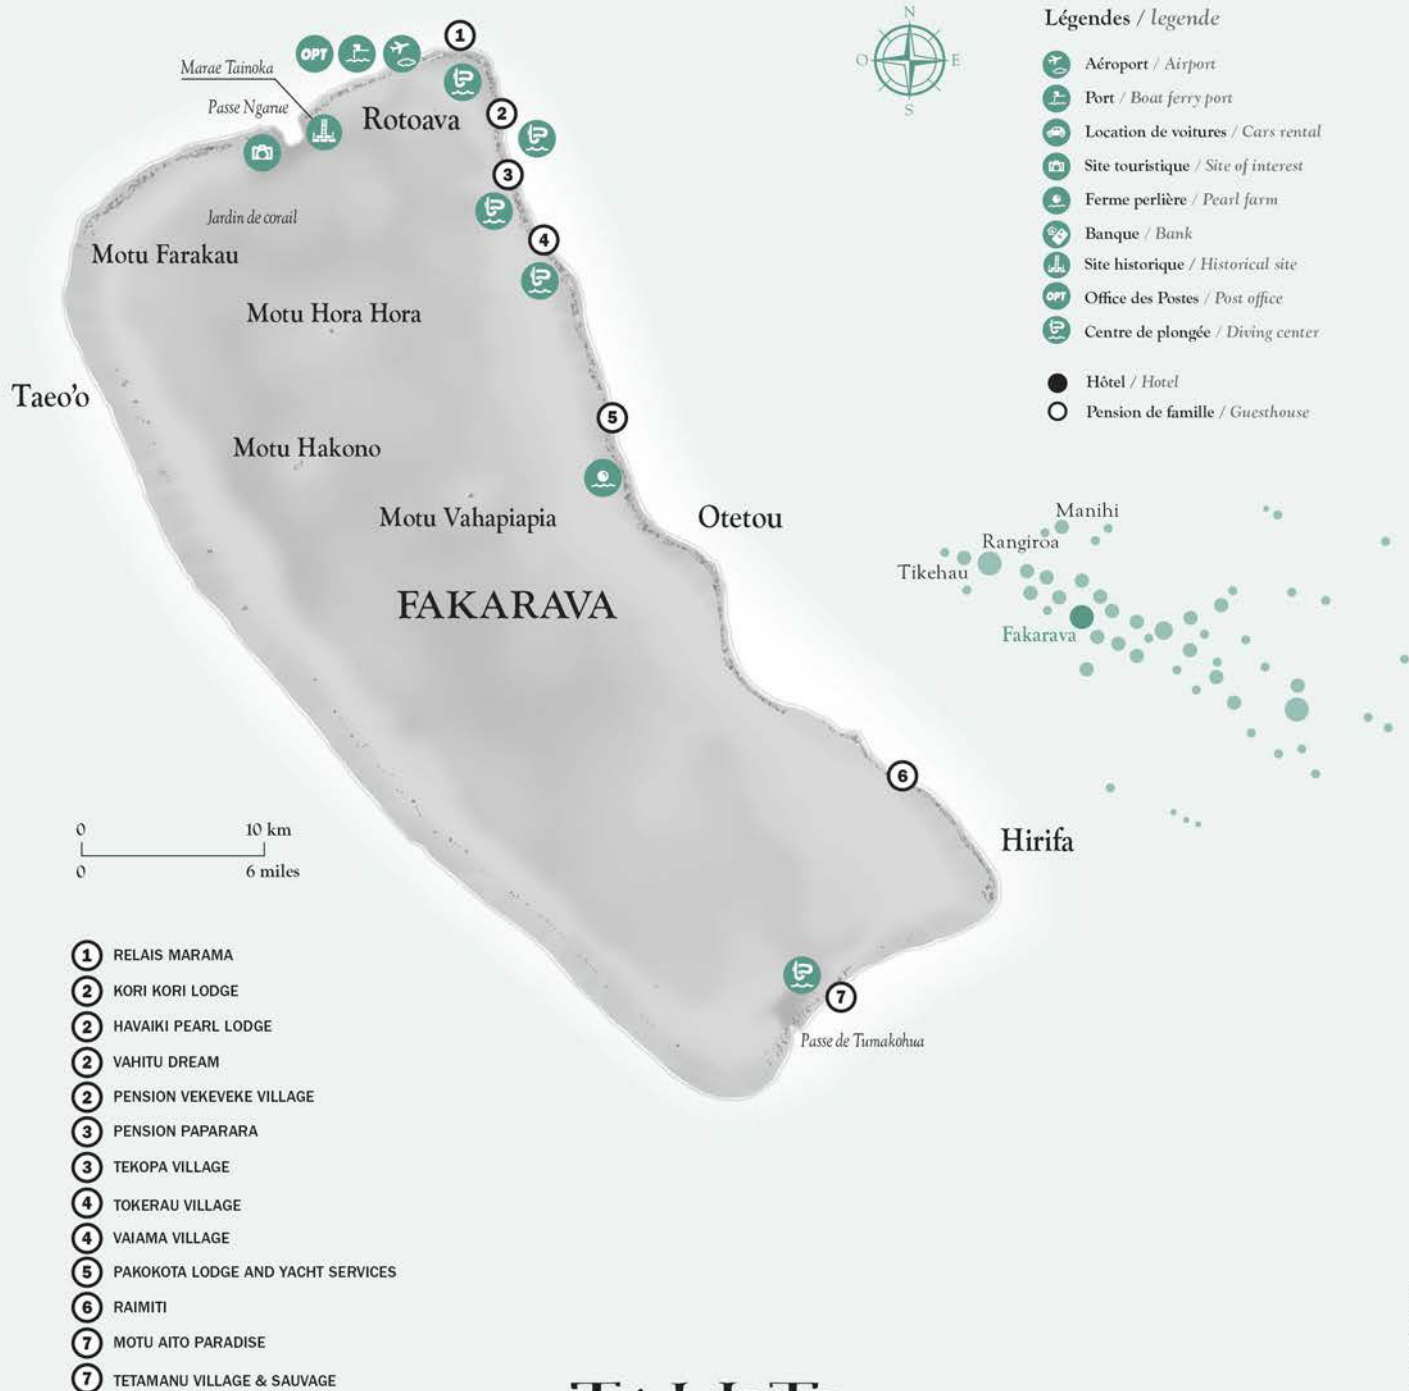 1
OPT
Marae Tainoka
Passe Ngarue
Rotoava
2
3
Jardin de corail
4
Motu Farakau
Motu Hora Hora
Taeo'o
5
Motu Hakono
Motu Vahapiapia
Otetou
FAKARAVA
6
Hirifa
7
Passe de Tumakohua
0 10 km
0 6 miles
N
O E
S
Légendes / legende
Aéroport / Airport
Port / Boat ferry port
Location de voitures / Cars rental
Site touristique / Site of interest
Ferme perlière / Pearl farm
Banque / Bank
Site historique / Historical site
OPT Office des Postes / Post office
Centre de plongée / Diving center
Hôtel / Hotel
Pension de famille / Guesthouse
Manihi
Rangiroa
Tikehau
Fakarava
1 RELAIS MARAMA
2 KORI KORI LODGE
2 HAVAIKI PEARL LODGE
2 VAHITU DREAM
2 PENSION VEKEVEKE VILLAGE
3 PENSION PAPARARA
3 TEKOPA VILLAGE
4 TOKERAU VILLAGE
4 VAIAMA VILLAGE
5 PAKOKOTA LODGE AND YACHT SERVICES
6 RAIMITI
7 MOTU AITO PARADISE
7 TETAMANU VILLAGE & SAUVAGE